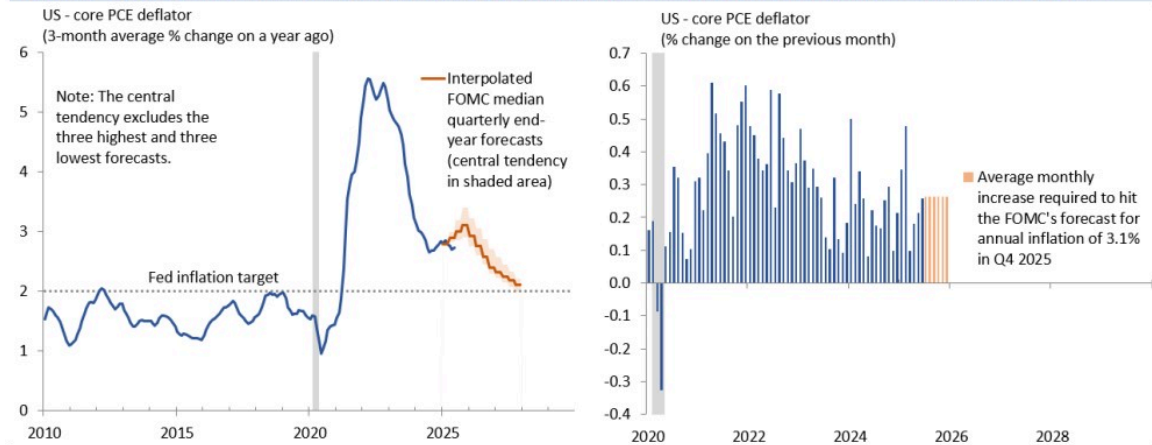 US - core PCE deflator
(3-month average % change on a year ago)
6
5
4
3
2
1
0
Note: The central
tendency excludes the
three highest and three
lowest forecasts.
Interpolated
FOMC median
quarterly end-
year forecasts
(central tendency
in shaded area)
Fed inflation target
2010
2015
2020
2025
US - core PCE deflator
(% change on the previous month)
0.7
0.6
0.5
0.4
0.3
0.2
0.1
0.0
-0.1
-0.2
-0.3
-0.4
Average monthly
increase required to hit
the FOMC's forecast for
annual inflation of 3.1%
in Q4 2025
2020
2022
2024
2026
2028